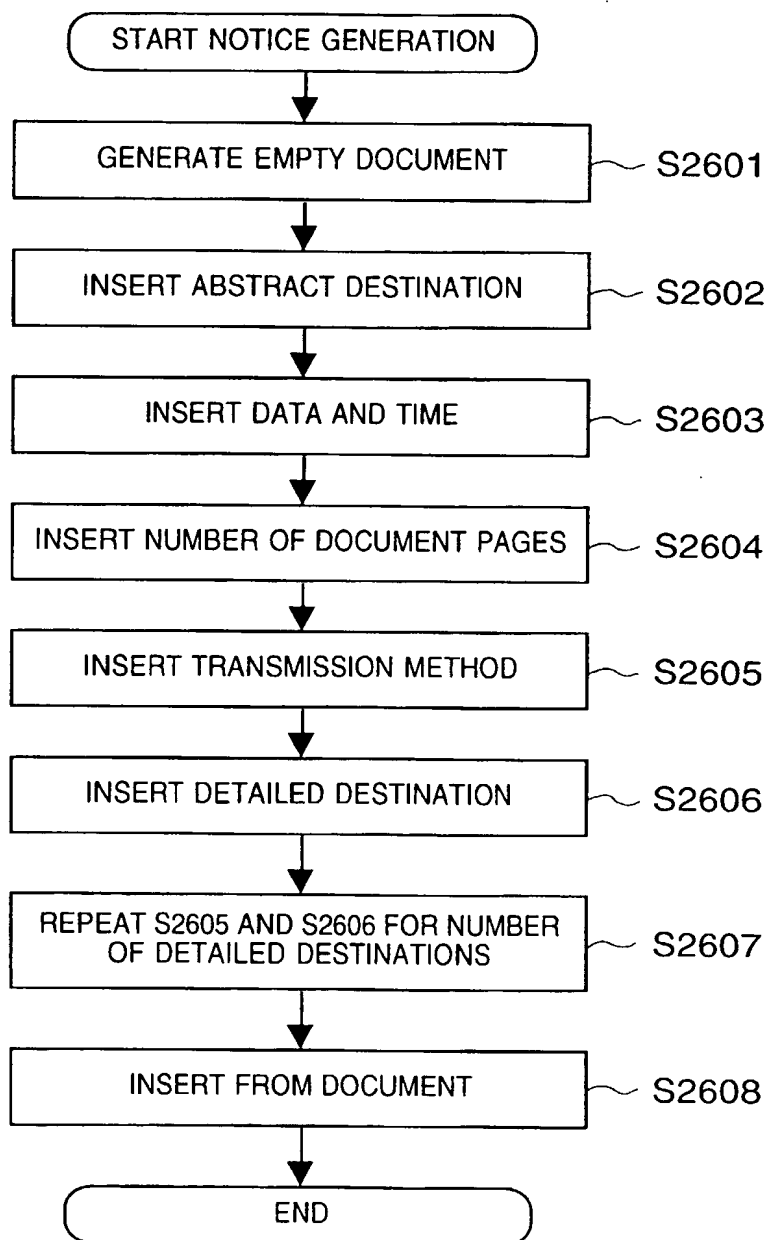 START NOTICE GENERATION
GENERATE EMPTY DOCUMENT
S2601
INSERT ABSTRACT DESTINATION
S2602
INSERT DATA AND TIME
S2603
INSERT NUMBER OF DOCUMENT PAGES
S2604
INSERT TRANSMISSION METHOD
S2605
INSERT DETAILED DESTINATION
S2606
REPEAT S2605 AND S2606 FOR NUMBER
OF DETAILED DESTINATIONS
S2607
INSERT FROM DOCUMENT
S2608
END